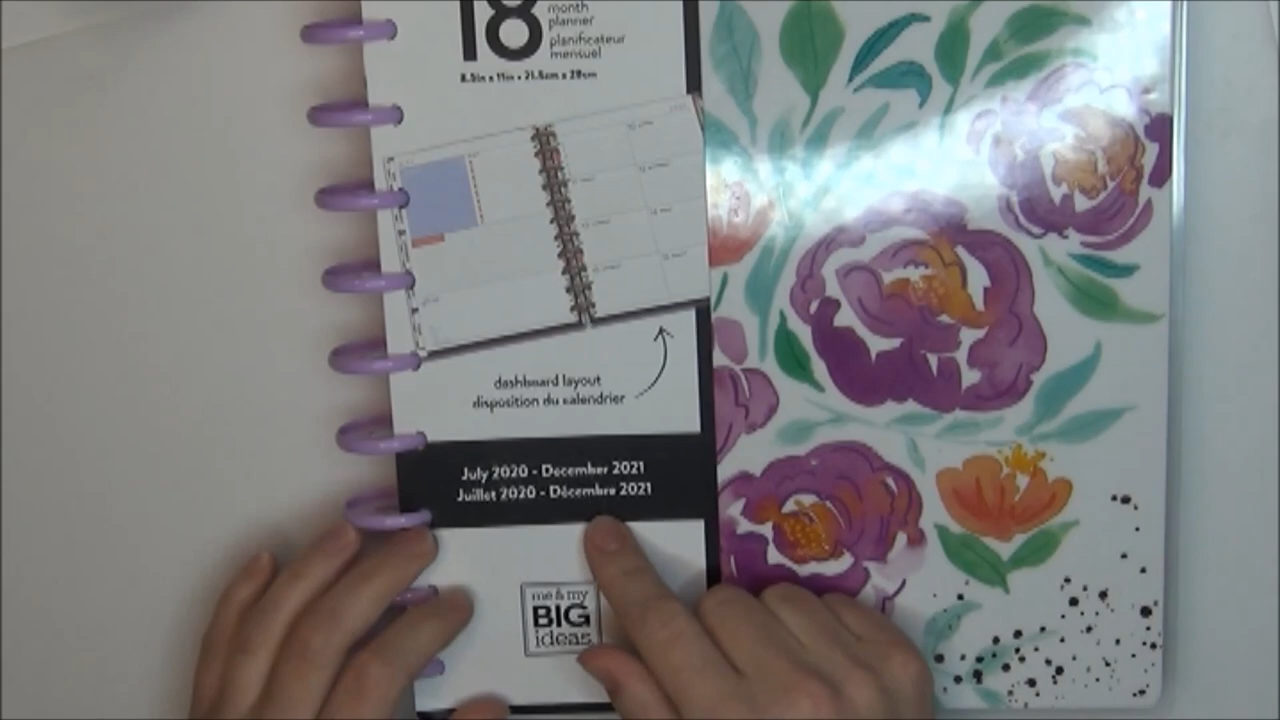 18
month
planner
planificateur
mensuel
8.5in x 11in • 21.6cm x 28cm
dashboard layout
disposition du calendrier
July 2020 - December 2021
Juillet 2020 - Décembre 2021
me & my
BIG
ideas